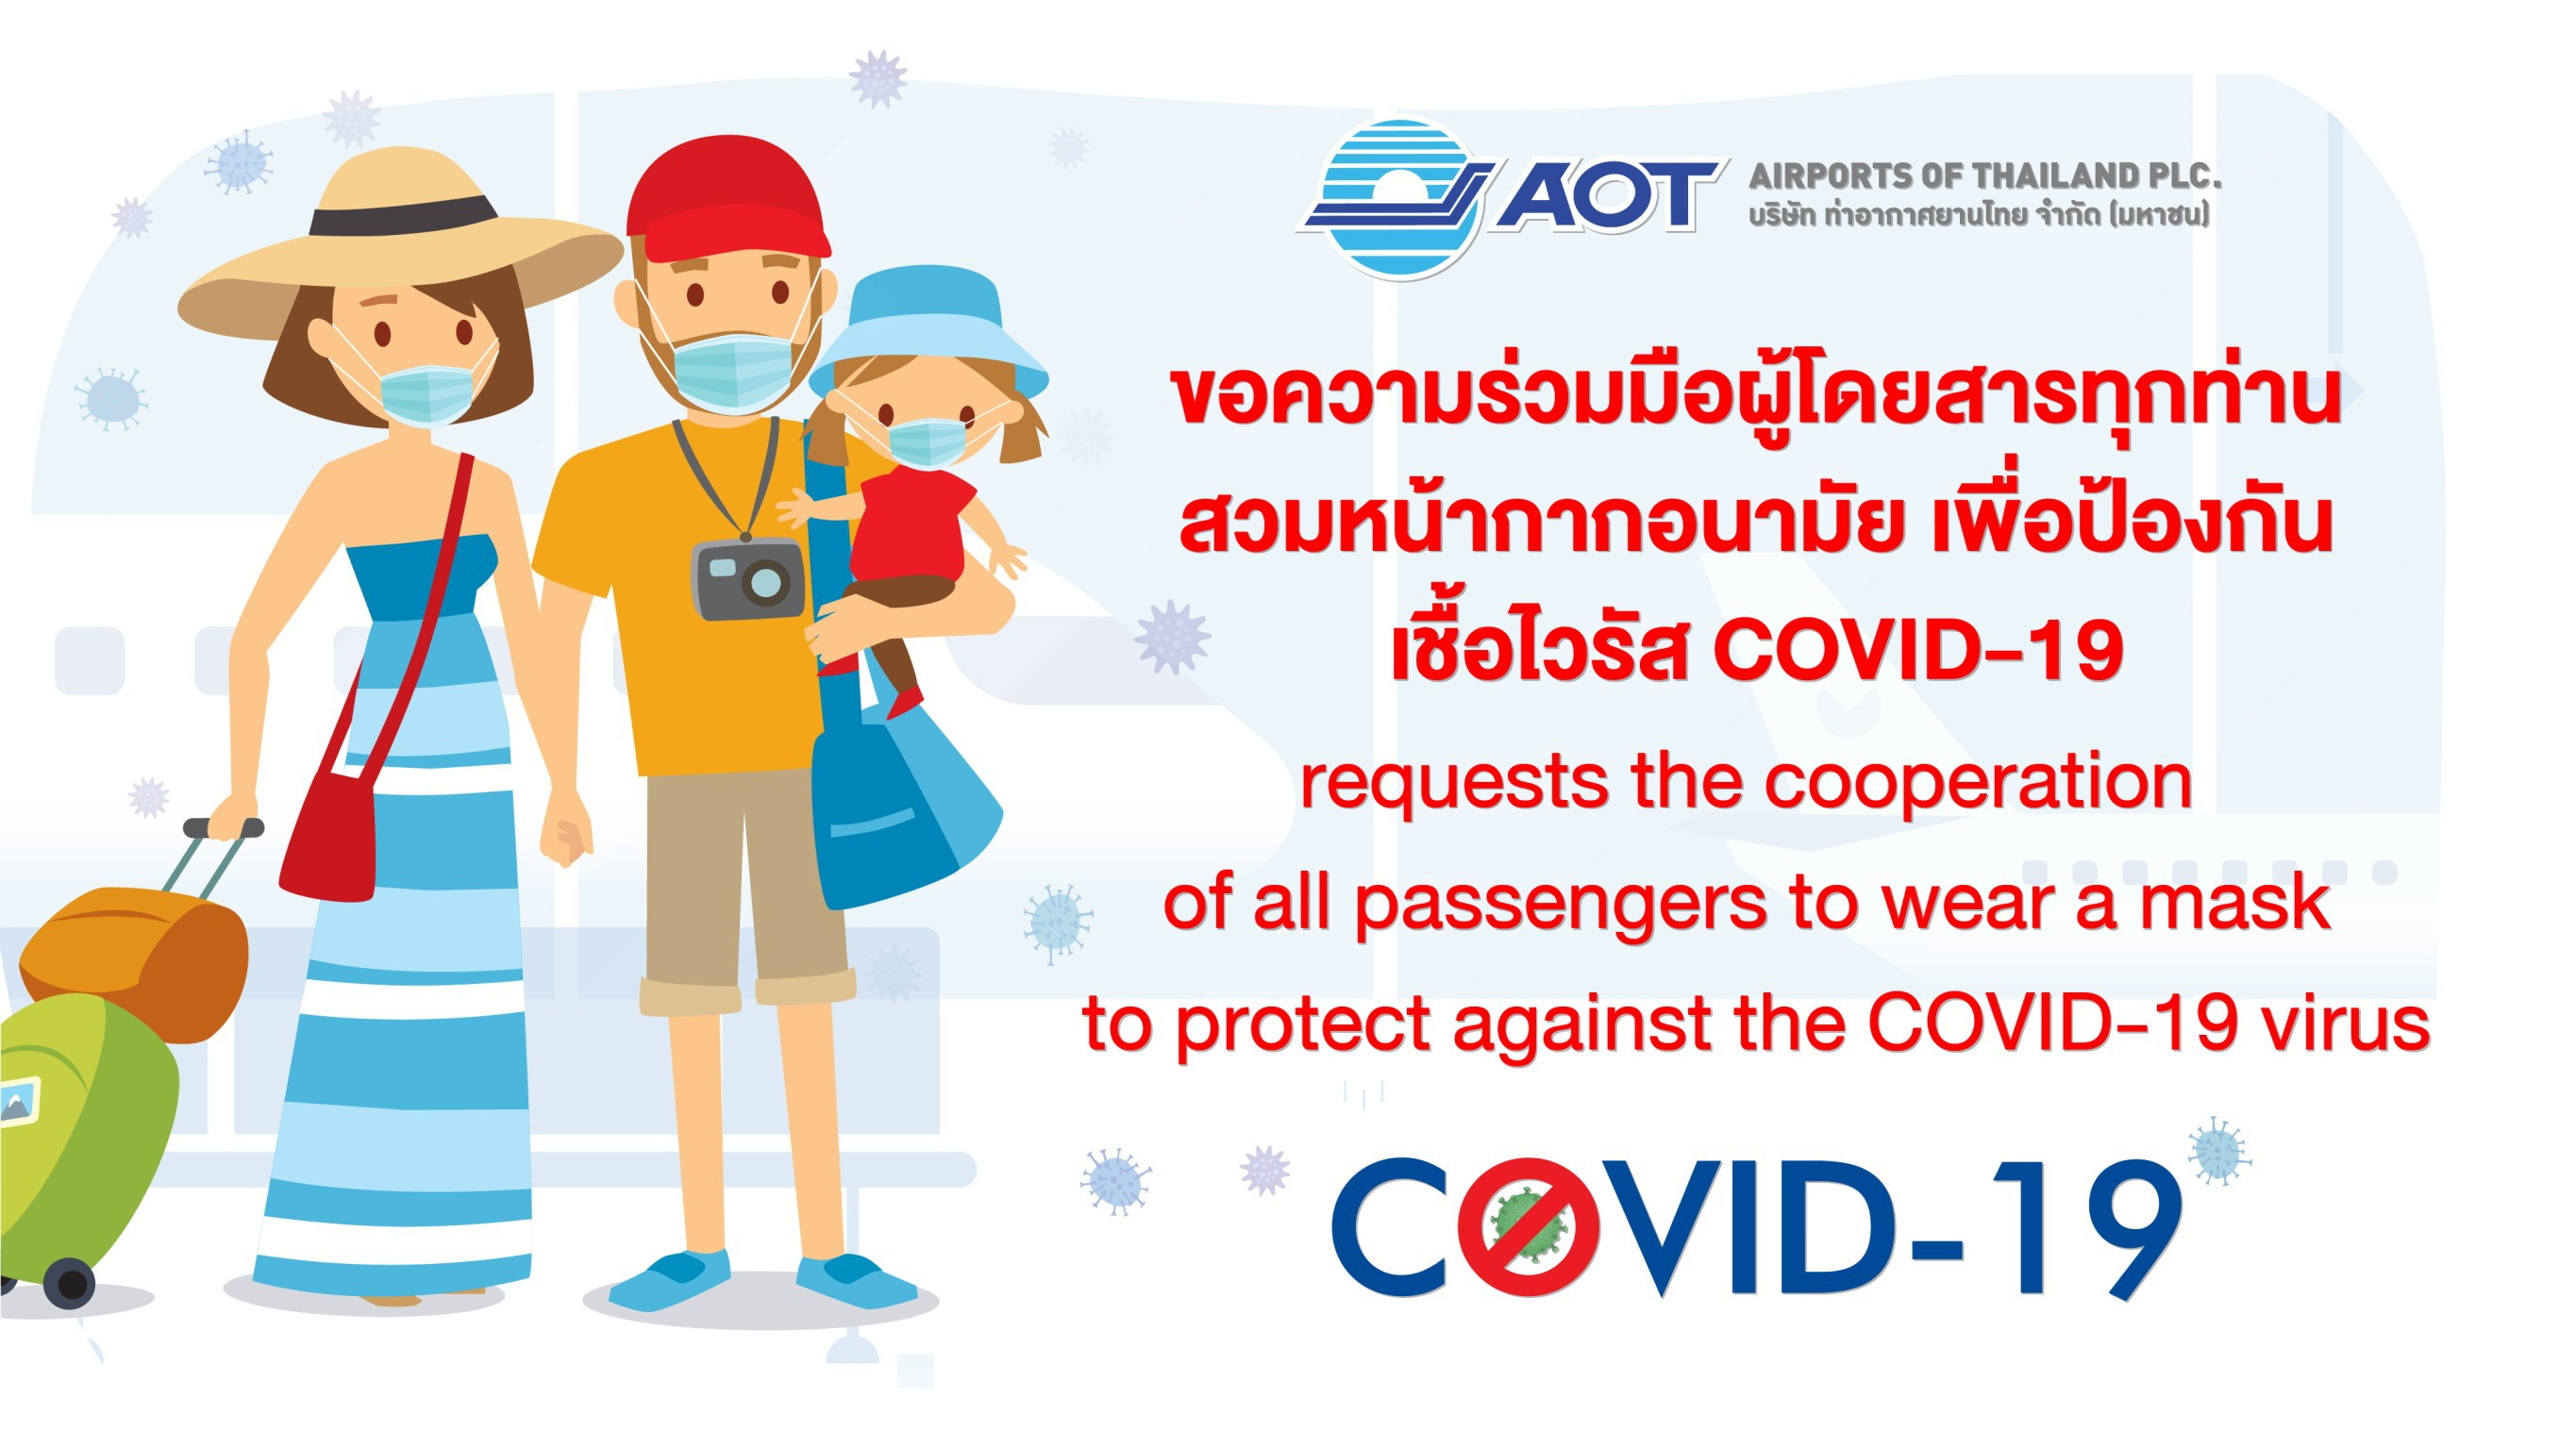 AOT
AIRPORTS OF THAILAND PLC.
บริษัท ท่าอากาศยานไทย จำกัด (มหาชน)
ขอความร่วมมือผู้โดยสารทุกท่าน
สวมหน้ากากอนามัย เพื่อป้องกัน
เชื้อไวรัส COVID-19
requests the cooperation
of all passengers to wear a mask
to protect against the COVID-19 virus
COVID-19